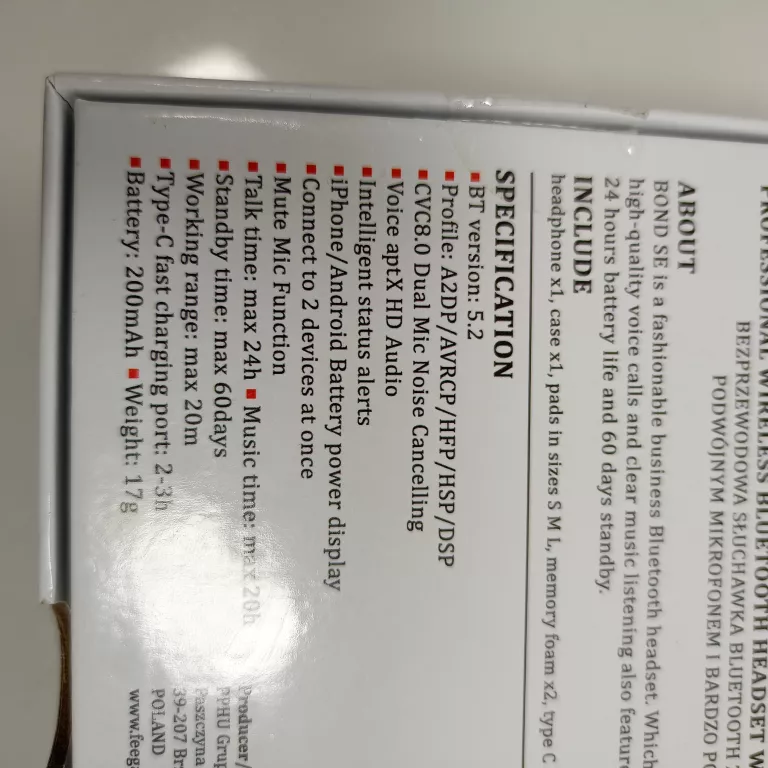 PROFESSIONAL WIRELESS BLUETOOTH HEADSET
BEZPRZEWODOWA SŁUCHAWKA BLUETOOTH
PODWÓJNYM MIKROFONEM I BARDZO
ABOUT
BOND SE is a fashionable business Bluetooth headset. Which
high-quality voice calls and clear music listening also
24 hours battery life and 60 days standby.
INCLUDE
headphone x1, case x1, pads in sizes S M L, memory foam x2, type C
SPECIFICATION
▪ BT version: 5.2
▪ Profile: A2DP/AVRCP/HFP/HSP/DSP
▪ CVC8.0 Dual Mic Noise Cancelling
▪ Voice aptX HD Audio
▪ Intelligent status alerts
▪ iPhone/Android Battery power display
▪ Connect to 2 devices at once
▪ Mute Mic Function
▪ Talk time: max 24h ▪ Music time: max 20h
▪ Standby time: max 60days
▪ Working range: max 20m
▪ Type-C fast charging port: 2-3h
▪ Battery: 200mAh ▪ Weight: 17g
Producer/
PPHU
Paszczyna
39-207
POLAND